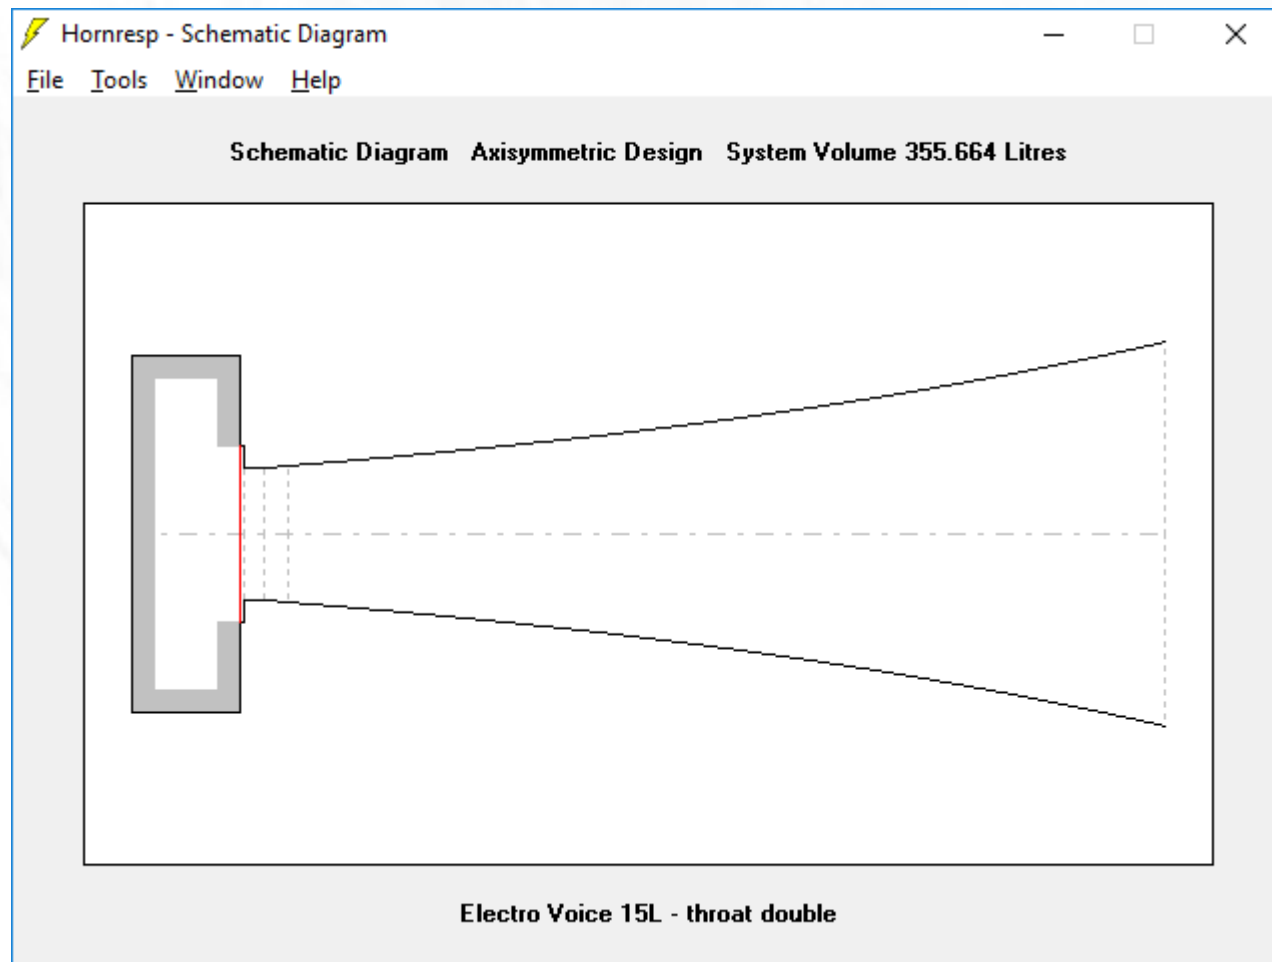 Hornresp - Schematic Diagram
File Tools Window Help
Schematic Diagram Axisymmetric Design System Volume 355.664 Litres
Electro Voice 15L - throat double